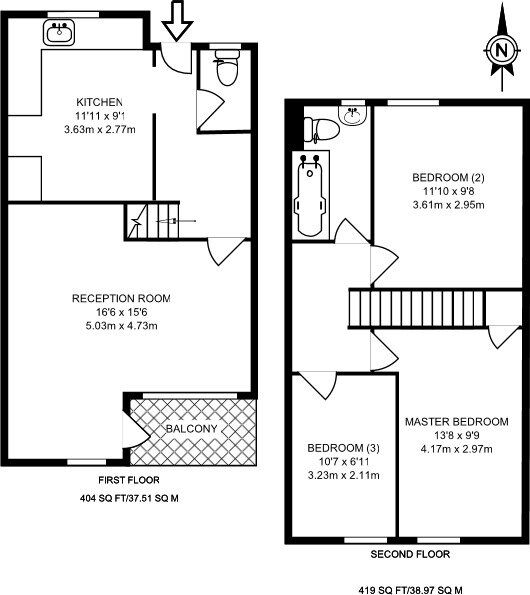 KITCHEN
11'11 x 9'1
3.63m x 2.77m
RECEPTION ROOM
16'6 x 15'6
5.03m x 4.73m
BALCONY
FIRST FLOOR
404 SQ FT/37.51 SQ M
N
BEDROOM (2)
11'10 x 9'8
3.61m x 2.95m
MASTER BEDROOM
13'8 x 9'9
4.17m x 2.97m
BEDROOM (3)
10'7 x 6'11
3.23m x 2.11m
SECOND FLOOR
419 SQ FT/38.97 SQ M